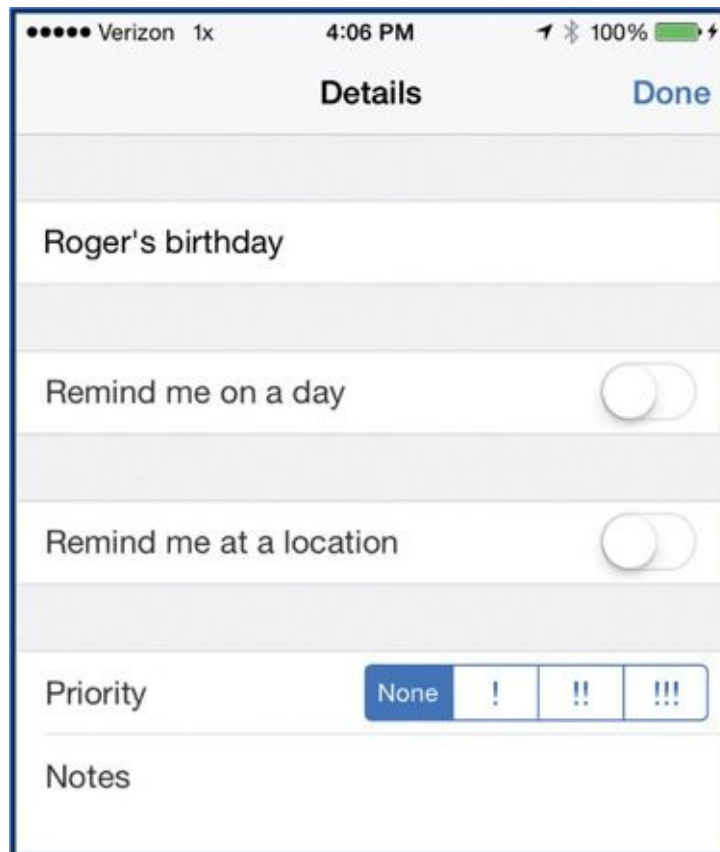 Verizon 1x 4:06 PM 100%
Details Done
Roger's birthday
Remind me on a day
Remind me at a location
Priority None ! !! !!!
Notes